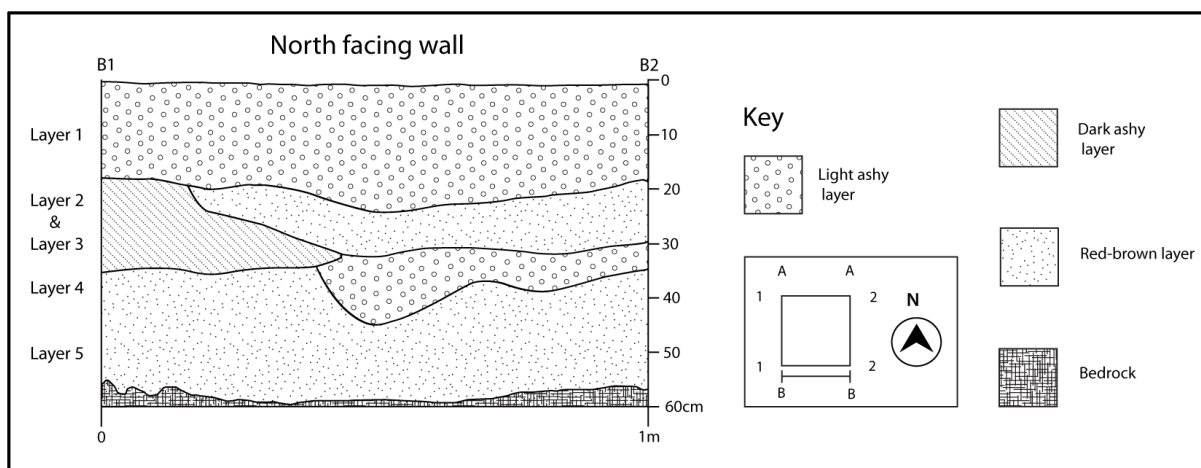 North facing wall
B1
B2
0
10
20
30
40
50
60cm
Layer 1
Layer 2
&
Layer 3
Layer 4
Layer 5
0
1m
Key
Light ashy
layer
Dark ashy
layer
Red-brown layer
Bedrock
A A
1 2
N
1 2
B B